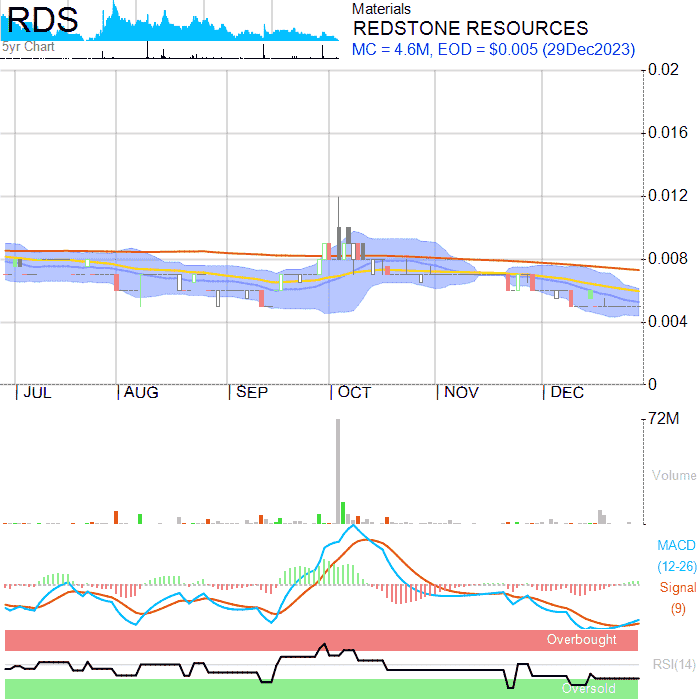 RDS
5yr Chart
Materials
REDSTONE RESOURCES
MC = 4.6M, EOD = $0.005 (29Dec2023)
0.02
0.016
0.012
0.008
0.004
0
JUL AUG SEP OCT NOV DEC
72M
Volume
MACD
(12-26)
Signal
(9)
Overbought
RSI(14)
Oversold